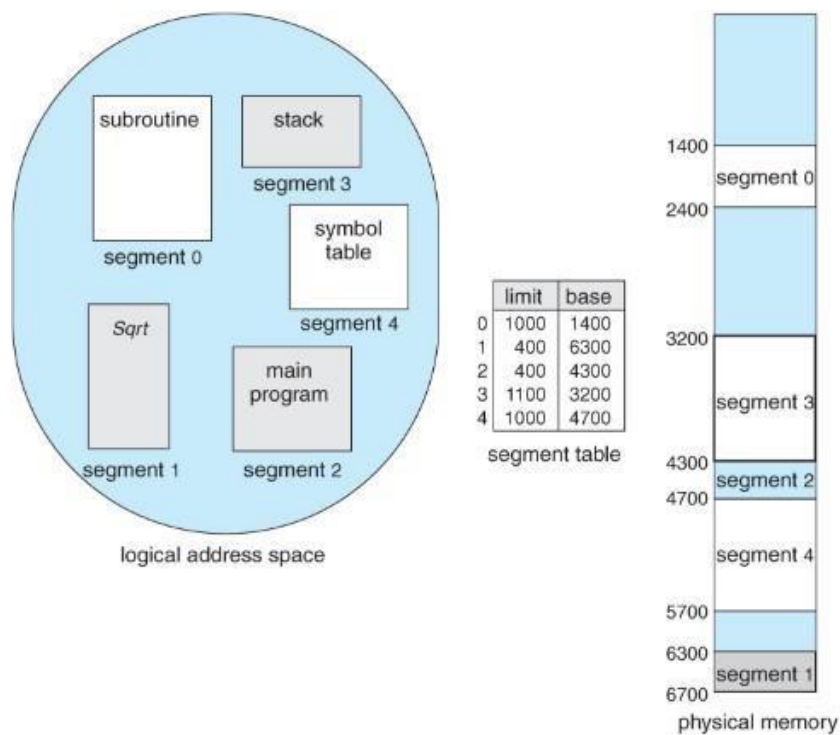 subroutine
segment 0
stack
segment 3
symbol
table
segment 4
Sqrt
segment 1
main
program
segment 2
logical address space
limit base
0 1000 1400
1 400 6300
2 400 4300
3 1100 3200
4 1000 4700
segment table
1400
segment 0
2400
3200
segment 3
4300
segment 2
4700
segment 4
5700
6300
segment 1
6700
physical memory